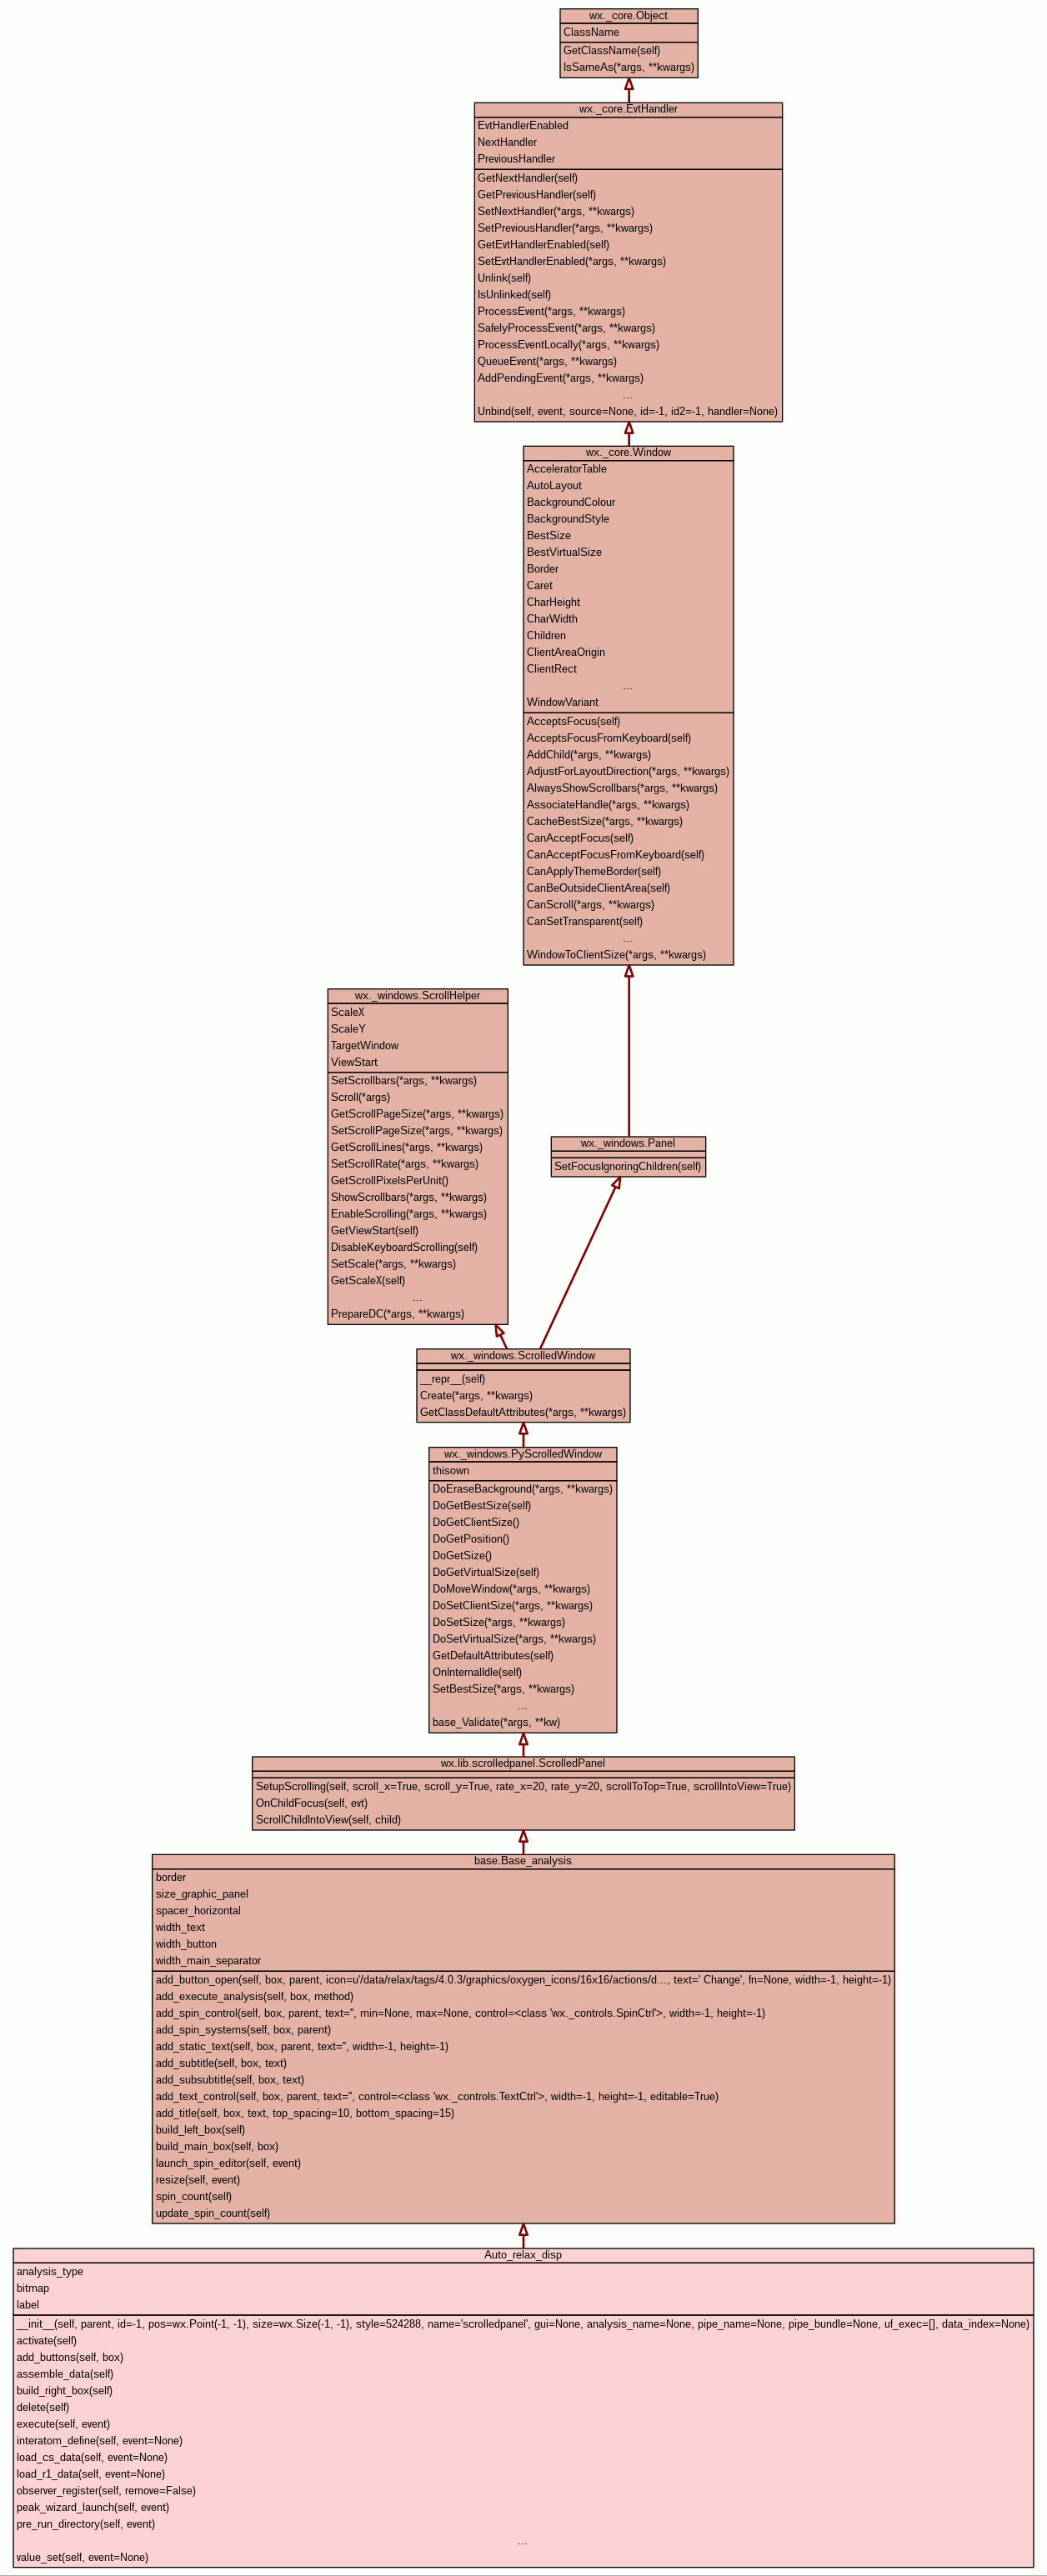 wx._core.Object
ClassName
GetClassName(self)
IsSameAs(*args, **kwargs)
wx._core.EvtHandler
EvtHandlerEnabled
NextHandler
PreviousHandler
GetNextHandler(self)
GetPreviousHandler(self)
SetNextHandler(*args, **kwargs)
SetPreviousHandler(*args, **kwargs)
GetEvtHandlerEnabled(self)
SetEvtHandlerEnabled(*args, **kwargs)
Unlink(self)
IsUnlinked(self)
ProcessEvent(*args, **kwargs)
SafelyProcessEvent(*args, **kwargs)
ProcessEventLocally(*args, **kwargs)
QueueEvent(*args, **kwargs)
AddPendingEvent(*args, **kwargs)
...
Unbind(self, event, source=None, id=-1, id2=-1, handler=None)
wx._core.Window
AcceleratorTable
AutoLayout
BackgroundColour
BackgroundStyle
BestSize
BestVirtualSize
Border
Caret
CharHeight
CharWidth
Children
ClientAreaOrigin
ClientRect
...
WindowVariant
AcceptsFocus(self)
AcceptsFocusFromKeyboard(self)
AddChild(*args, **kwargs)
AdjustForLayoutDirection(*args, **kwargs)
AlwaysShowScrollbars(*args, **kwargs)
AssociateHandle(*args, **kwargs)
CacheBestSize(*args, **kwargs)
CanAcceptFocus(self)
CanAcceptFocusFromKeyboard(self)
CanApplyThemeBorder(self)
CanBeOutsideClientArea(self)
CanScroll(*args, **kwargs)
CanSetTransparent(self)
...
WindowToClientSize(*args, **kwargs)
wx._windows.ScrollHelper
ScaleX
ScaleY
TargetWindow
ViewStart
SetScrollbars(*args, **kwargs)
Scroll(*args)
GetScrollPageSize(*args, **kwargs)
SetScrollPageSize(*args, **kwargs)
GetScrollLines(*args, **kwargs)
SetScrollRate(*args, **kwargs)
GetScrollPixelsPerUnit()
ShowScrollbars(*args, **kwargs)
EnableScrolling(*args, **kwargs)
GetViewStart(self)
DisableKeyboardScrolling(self)
SetScale(*args, **kwargs)
GetScaleX(self)
...
PrepareDC(*args, **kwargs)
wx._windows.Panel
SetFocusIgnoringChildren(self)
wx._windows.ScrolledWindow
__repr__(self)
Create(*args, **kwargs)
GetClassDefaultAttributes(*args, **kwargs)
wx._windows.PyScrolledWindow
thisown
DoEraseBackground(*args, **kwargs)
DoGetBestSize(self)
DoGetClientSize()
DoGetPosition()
DoGetSize()
DoGetVirtualSize(self)
DoMoveWindow(*args, **kwargs)
DoSetClientSize(*args, **kwargs)
DoSetSize(*args, **kwargs)
DoSetVirtualSize(*args, **kwargs)
GetDefaultAttributes(self)
OnInternalIdle(self)
SetBestSize(*args, **kwargs)
...
base_Validate(*args, **kw)
wx.lib.scrolledpanel.ScrolledPanel
SetupScrolling(self, scroll_x=True, scroll_y=True, rate_x=20, rate_y=20, scrollToTop=True, scrollIntoView=True)
OnChildFocus(self, evt)
ScrollChildIntoView(self, child)
base.Base_analysis
border
size_graphic_panel
spacer_horizontal
width_text
width_button
width_main_separator
add_button_open(self, box, parent, icon=u'/data/relax/tags/4.0.3/graphics/oxygen_icons/16x16/actions/d..., text=' Change', fn=None, width=-1, height=-1)
add_execute_analysis(self, box, method)
add_spin_control(self, box, parent, text='', min=None, max=None, control=<class 'wx._controls.SpinCtrl'>, width=-1, height=-1)
add_spin_systems(self, box, parent)
add_static_text(self, box, parent, text='', width=-1, height=-1)
add_subtitle(self, box, text)
add_subsubtitle(self, box, text)
add_text_control(self, box, parent, text='', control=<class 'wx._controls.TextCtrl'>, width=-1, height=-1, editable=True)
add_title(self, box, text, top_spacing=10, bottom_spacing=15)
build_left_box(self)
build_main_box(self, box)
launch_spin_editor(self, event)
resize(self, event)
spin_count(self)
update_spin_count(self)
Auto_relax_disp
analysis_type
bitmap
label
__init__(self, parent, id=-1, pos=wx.Point(-1, -1), size=wx.Size(-1, -1), style=524288, name='scrolledpanel', gui=None, analysis_name=None, pipe_name=None, pipe_bundle=None, uf_exec=[], data_index=None)
activate(self)
add_buttons(self, box)
assemble_data(self)
build_right_box(self)
delete(self)
execute(self, event)
interatom_define(self, event=None)
load_cs_data(self, event=None)
load_r1_data(self, event=None)
observer_register(self, remove=False)
peak_wizard_launch(self, event)
pre_run_directory(self, event)
...
value_set(self, event=None)